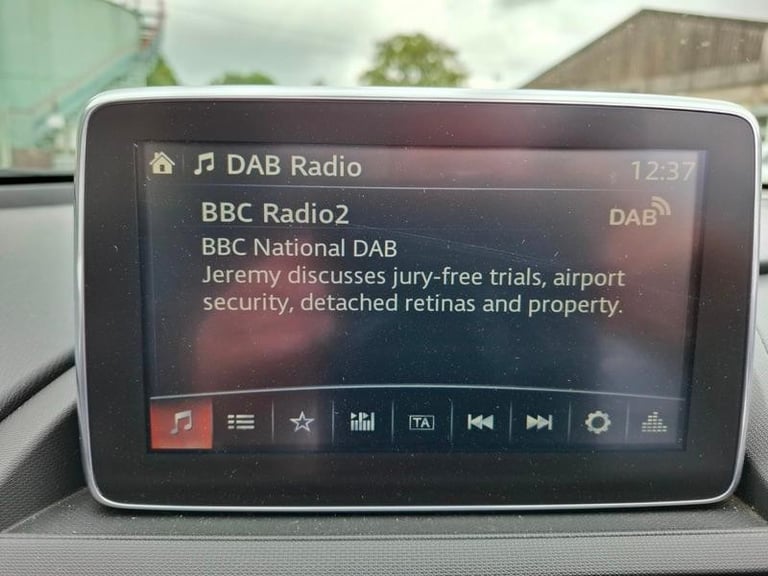 DAB Radio 12:37
BBC Radio2 DAB
BBC National DAB
Jeremy discusses jury-free trials, airport
security, detached retinas and property.
TA